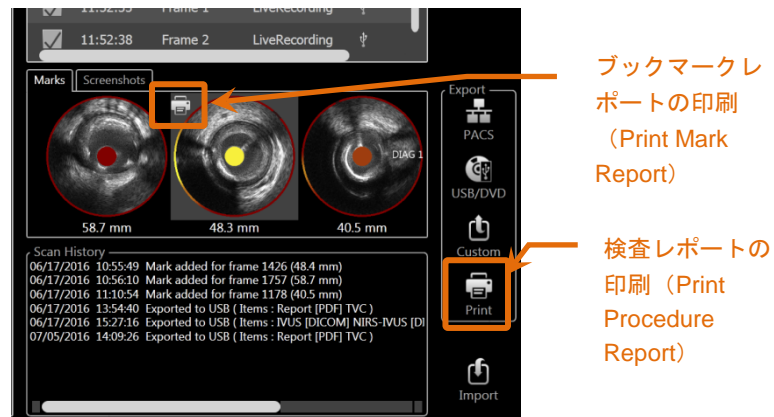 11:52:35 Frame 1 LiveRecording
11:52:38 Frame 2 LiveRecording
Marks Screenshots
DIAG 1
58.7 mm 48.3 mm 40.5 mm
Scan History
06/17/2016 10:55:49 Mark added for frame 1426 (48.4 mm)
06/17/2016 10:56:10 Mark added for frame 1757 (58.7 mm)
06/17/2016 11:10:54 Mark added for frame 1178 (40.5 mm)
06/17/2016 13:54:40 Exported to USB ( Items : Report [PDF] TVC )
06/17/2016 15:27:16 Exported to USB ( Items : IVUS [DICOM] NIRS-IVUS [DI
07/05/2016 14:09:26 Exported to USB ( Items : Report [PDF] TVC )
Export
PACS
USB/DVD
Custom
Print
Import
ブックマークレ
ポートの印刷
（Print Mark
Report）
検査レポートの
印刷（Print
Procedure
Report）